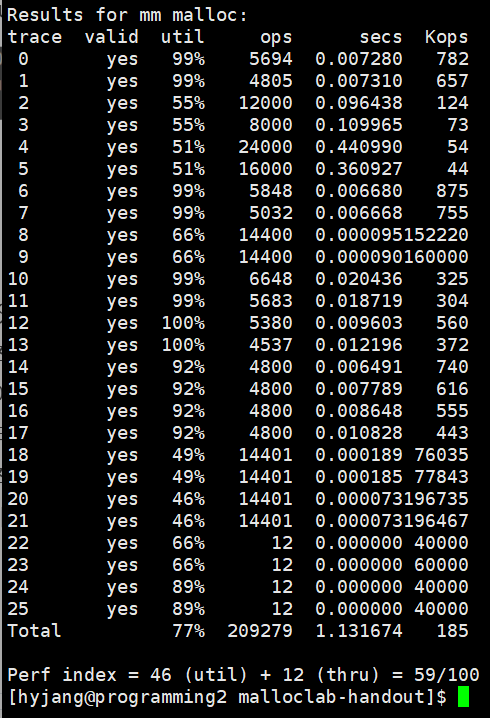 Results for mm malloc:
trace  valid  util     ops      secs  Kops
 0       yes   99%    5694  0.007280   782
 1       yes   99%    4805  0.007310   657
 2       yes   55%   12000  0.096438   124
 3       yes   55%    8000  0.109965    73
 4       yes   51%   24000  0.440990    54
 5       yes   51%   16000  0.360927    44
 6       yes   99%    5848  0.006680   875
 7       yes   99%    5032  0.006668   755
 8       yes   66%   14400  0.000095152220
 9       yes   66%   14400  0.000090160000
10       yes   99%    6648  0.020436   325
11       yes   99%    5683  0.018719   304
12       yes  100%    5380  0.009603   560
13       yes  100%    4537  0.012196   372
14       yes   92%    4800  0.006491   740
15       yes   92%    4800  0.007789   616
16       yes   92%    4800  0.008648   555
17       yes   92%    4800  0.010828   443
18       yes   49%   14401  0.000189 76035
19       yes   49%   14401  0.000185 77843
20       yes   46%   14401  0.000073196735
21       yes   46%   14401  0.000073196467
22       yes   66%      12  0.000000 40000
23       yes   66%      12  0.000000 60000
24       yes   89%      12  0.000000 40000
25       yes   89%      12  0.000000 40000
Total          77%  209279  1.131674   185
Perf index = 46 (util) + 12 (thru) = 59/100
[hyjang@programming2 malloclab-handout]$